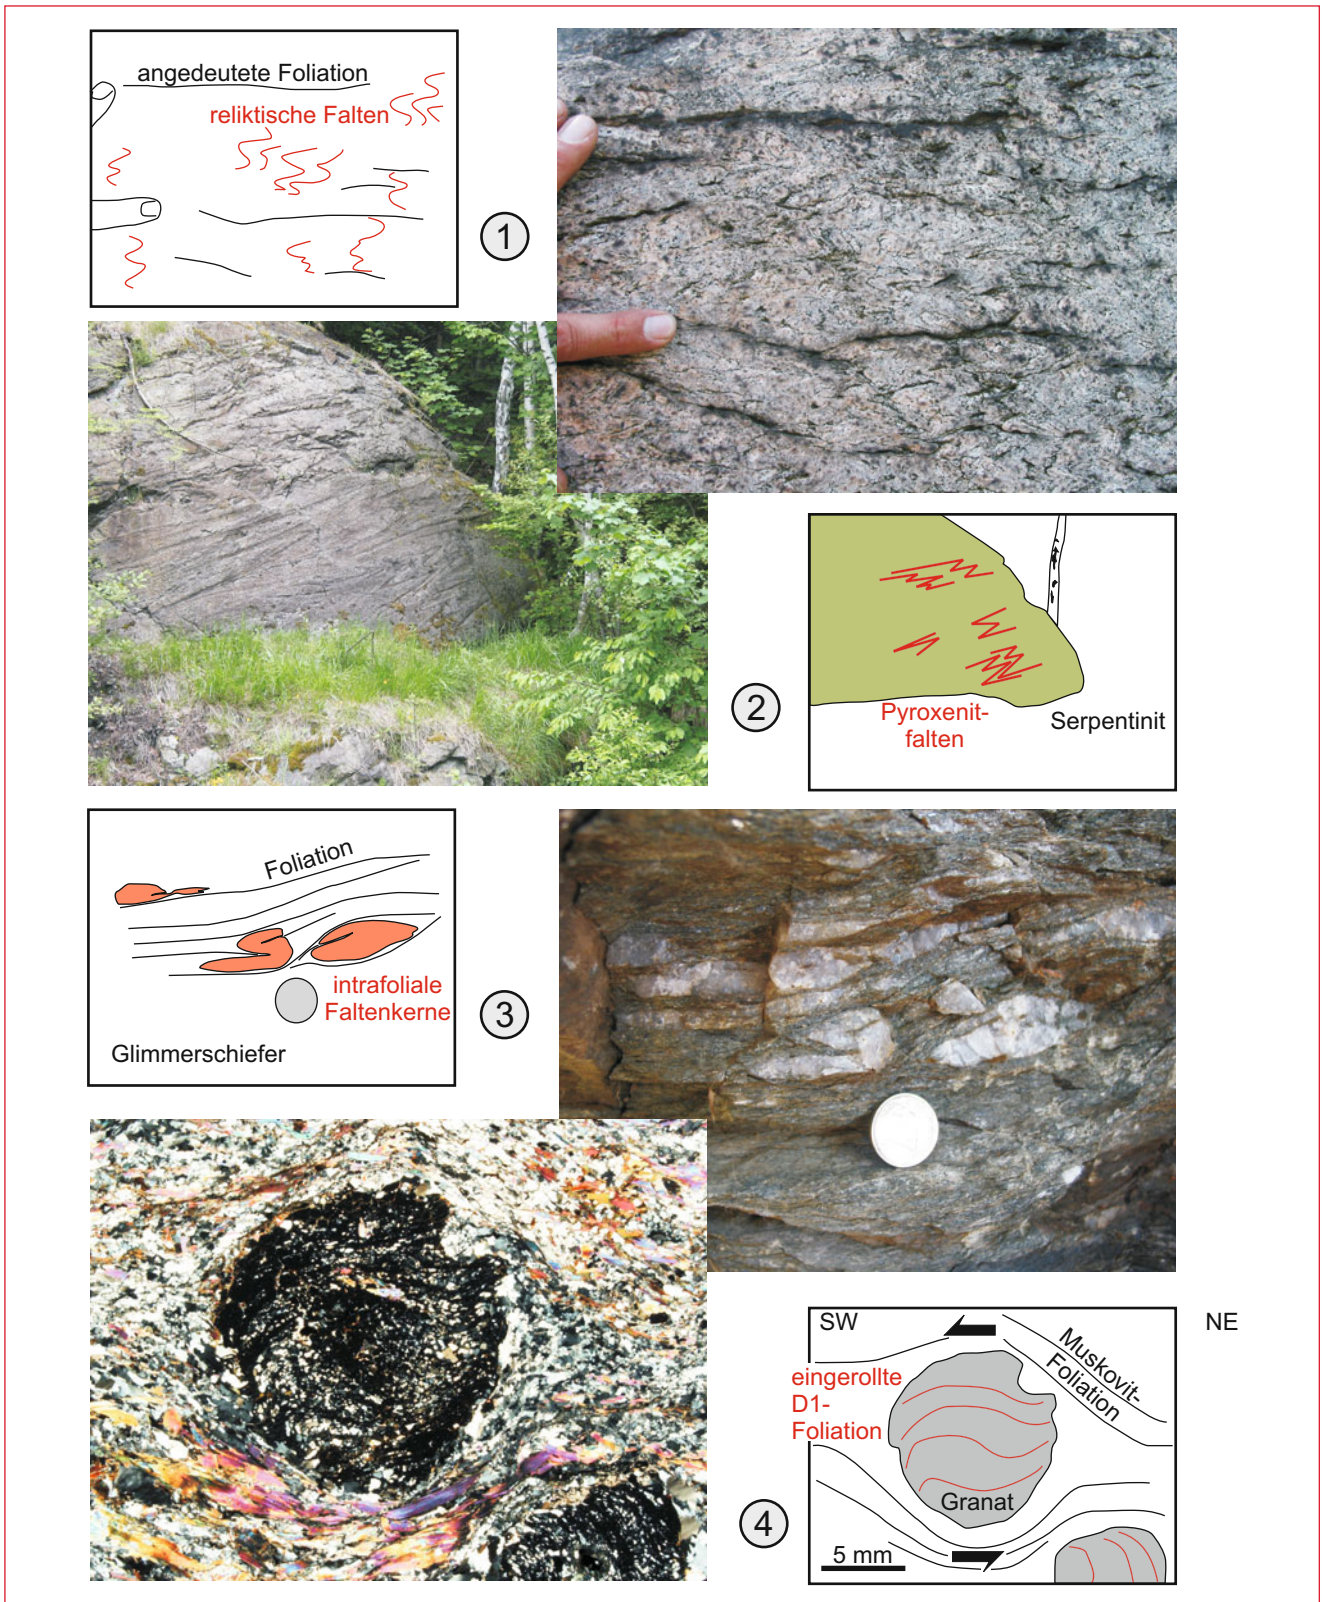 angedeutete Foliation
reliktische Falten
1
2
Pyroxenit-
falten
Serpentinit
Foliation
intrafoliale
Faltenkerne
3
Glimmerschiefer
SW
NE
Muskovit-
Foliation
eingerollte
D1-
Foliation
Granat
4
5 mm